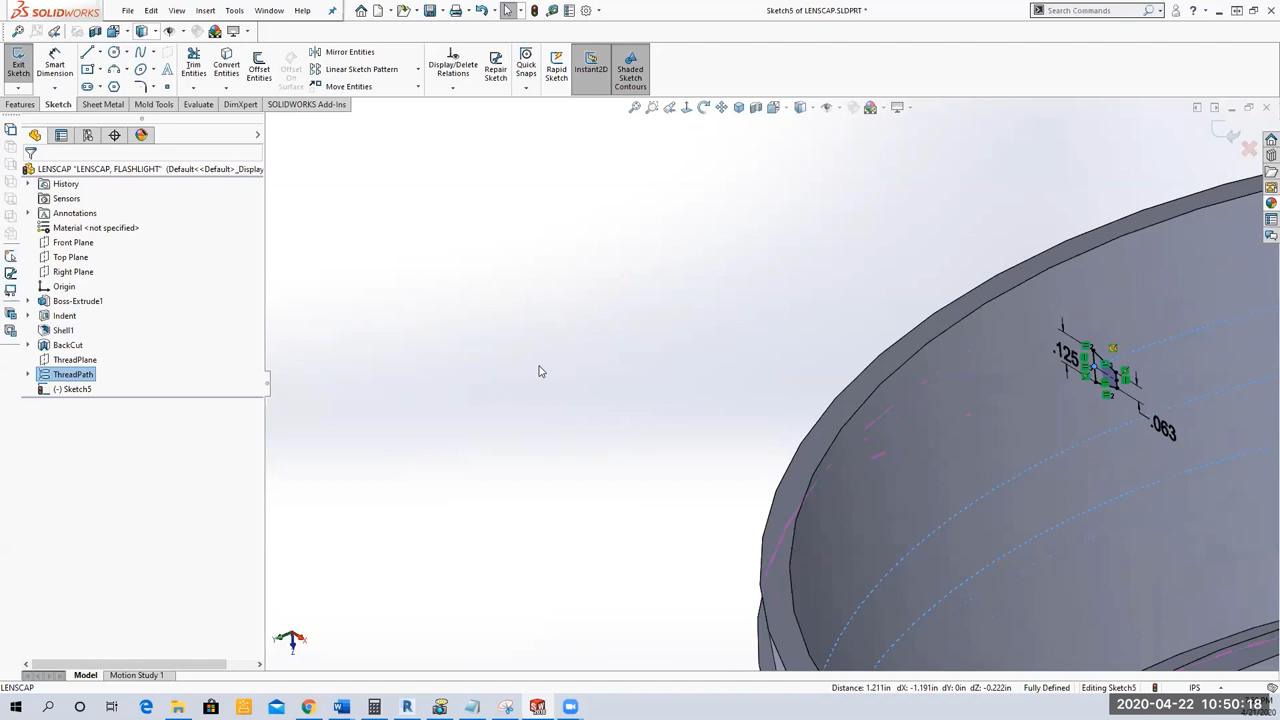 SOLIDWORKS File Edit View Insert Tools Window Help Sketch5 of LENSCAP.SLDPRT * Search Commands
Exit Sketch
Smart Dimension
Trim Entities
Convert Entities
Offset Entities
Offset On Surface
Mirror Entities
Linear Sketch Pattern
Move Entities
Display/Delete Relations
Repair Sketch
Quick Snaps
Rapid Sketch
Instant2D
Shaded Sketch Contours
Features Sketch Sheet Metal Mold Tools Evaluate DimXpert SOLIDWORKS Add-Ins
LENSCAP "LENSCAP, FLASHLIGHT" (Default<<Default>_Display
History
Sensors
Annotations
Material <not specified>
Front Plane
Top Plane
Right Plane
Origin
Boss-Extrude1
Indent
Shell1
BackCut
ThreadPlane
ThreadPath
(-) Sketch5
.125
.063
Y X
Z
Model Motion Study 1
LENSCAP Distance: 1.211in dX: -1.191in dY: 0in dZ: -0.222in Fully Defined Editing Sketch5 IPS
2020-04-22 10:50:18